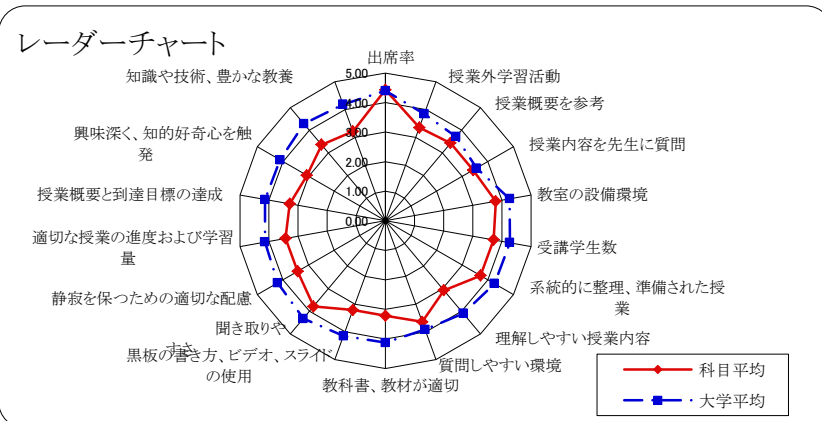 レーダーチャート
出席率
授業外学習活動
授業概要を参考
授業内容を先生に質問
教室の設備環境
受講学生数
系統的に整理、準備された授
業
理解しやすい授業内容
質問しやすい環境
教科書、教材が適切
黒板の書き方、ビデオ、スライド
の使用
聞き取りや
すさ
静寂を保つための適切な配慮
適切な授業の進度および学習
量
授業概要と到達目標の達成
興味深く、知的好奇心を触
発
知識や技術、豊かな教養
5.00
4.00
3.00
2.00
1.00
0.00
科目平均
大学平均